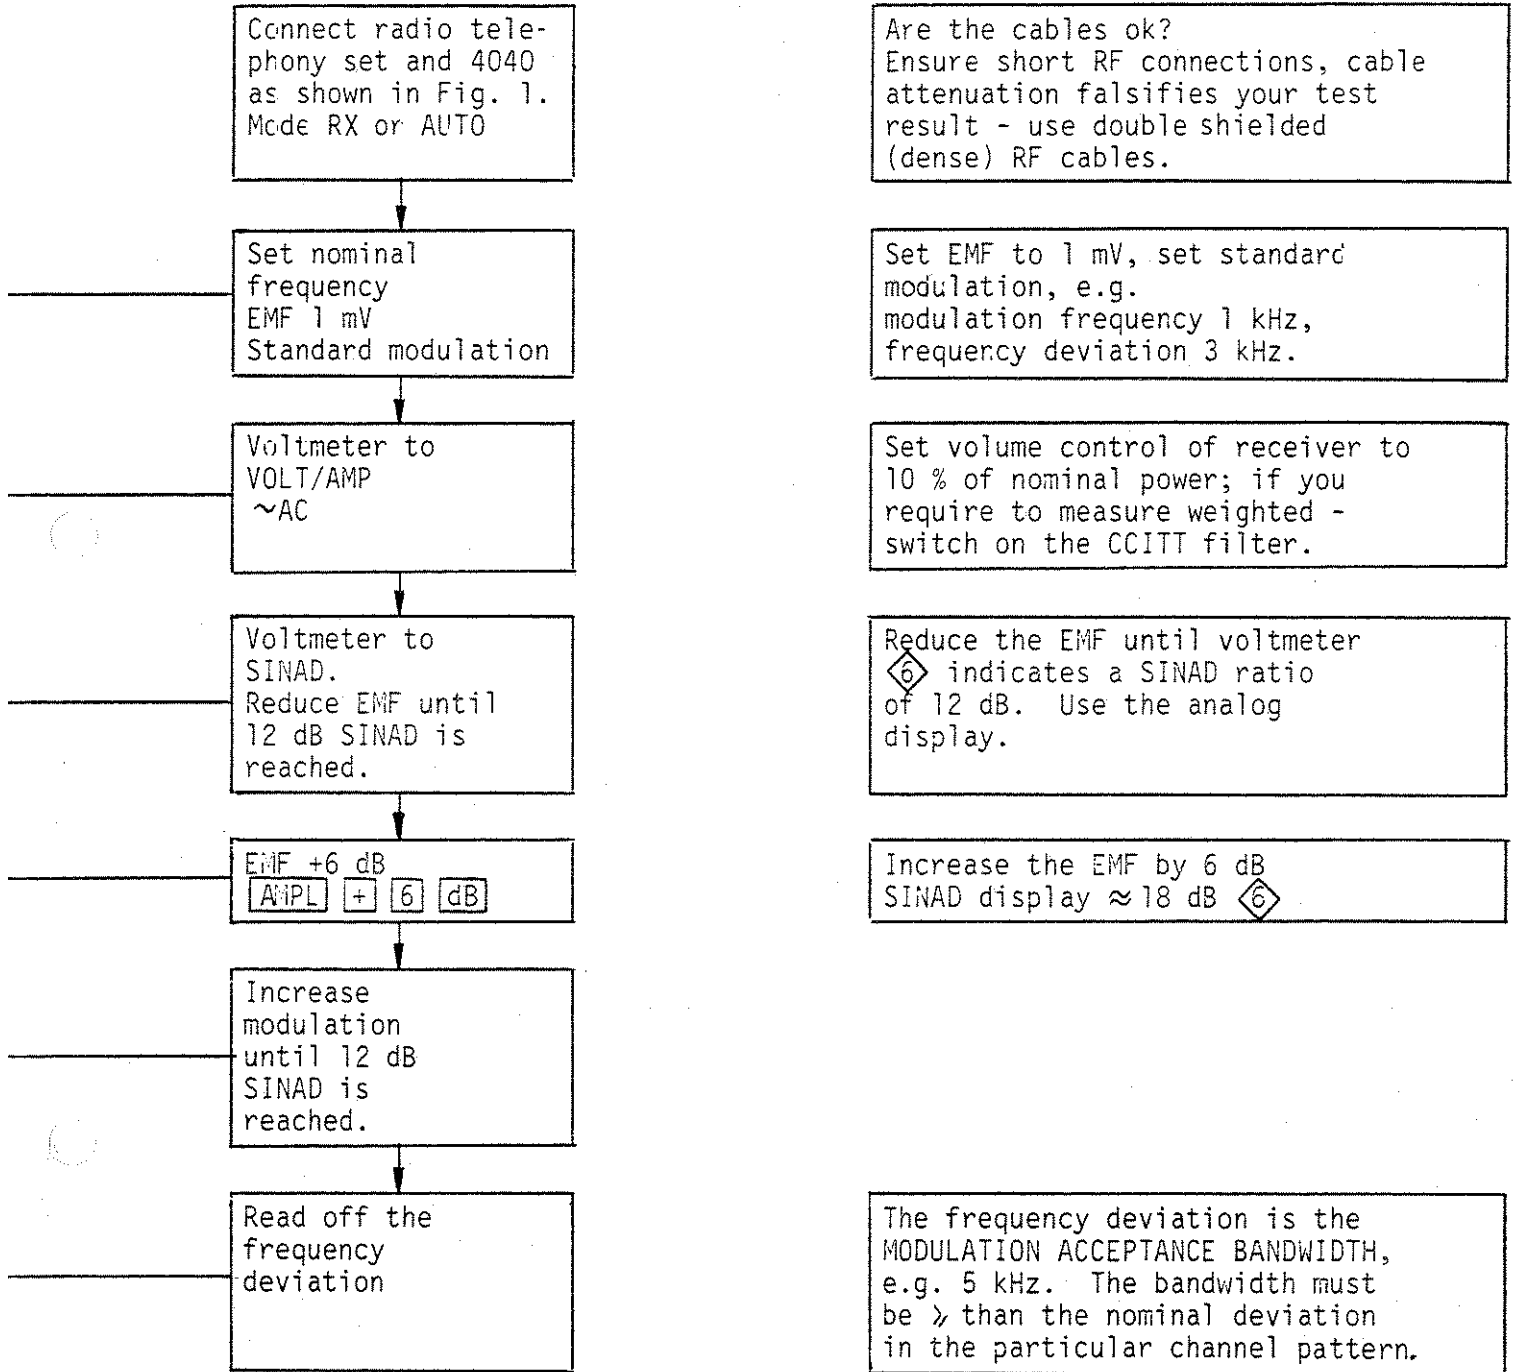 Connect radio tele-
phony set and 4040
as shown in Fig. 1.
Mode RX or AUTO
Are the cables ok?
Ensure short RF connections, cable
attenuation falsifies your test
result - use double shielded
(dense) RF cables.
Set nominal
frequency
EMF 1 mV
Standard modulation
Set EMF to 1 mV, set standard
modulation, e.g.
modulation frequency 1 kHz,
frequency deviation 3 kHz.
Voltmeter to
VOLT/AMP
~AC
Set volume control of receiver to
10 % of nominal power; if you
require to measure weighted -
switch on the CCITT filter.
Voltmeter to
SINAD.
Reduce EMF until
12 dB SINAD is
reached.
Reduce the EMF until voltmeter
6 indicates a SINAD ratio
of 12 dB. Use the analog
display.
EMF +6 dB
AMPL + 6 dB
Increase the EMF by 6 dB
SINAD display ≈ 18 dB 6
Increase
modulation
until 12 dB
SINAD is
reached.
Read off the
frequency
deviation
The frequency deviation is the
MODULATION ACCEPTANCE BANDWIDTH,
e.g. 5 kHz. The bandwidth must
be ⩾ than the nominal deviation
in the particular channel pattern.